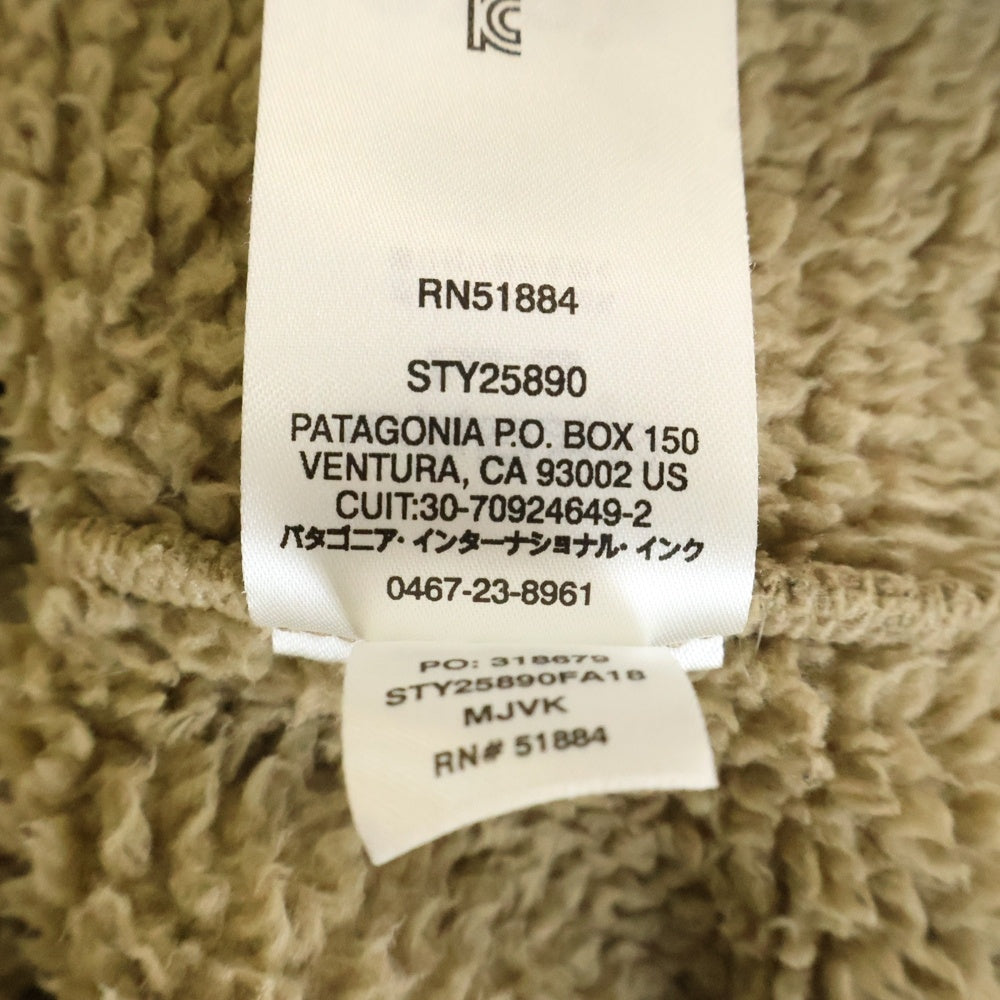 KC
RN51884
STY25890
PATAGONIA P.O. BOX 150
VENTURA, CA 93002 US
CUIT:30-70924649-2
パタゴニア・インターナショナル・インク
0467-23-8961
PO: 318679
STY25890FA18
MJVK
RN# 51884